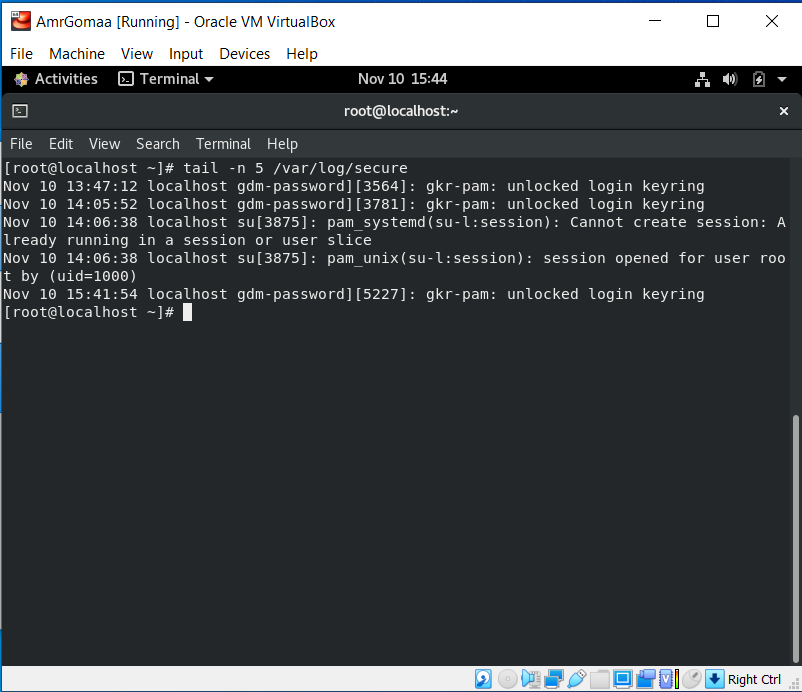 AmrGomaa [Running] - Oracle VM VirtualBox
File Machine View Input Devices Help
Activities Terminal Nov 10 15:44
root@localhost:~
File Edit View Search Terminal Help
[root@localhost ~]# tail -n 5 /var/log/secure
Nov 10 13:47:12 localhost gdm-password][3564]: gkr-pam: unlocked login keyring
Nov 10 14:05:52 localhost gdm-password][3781]: gkr-pam: unlocked login keyring
Nov 10 14:06:38 localhost su[3875]: pam_systemd(su-l:session): Cannot create session: A
lready running in a session or user slice
Nov 10 14:06:38 localhost su[3875]: pam_unix(su-l:session): session opened for user roo
t by (uid=1000)
Nov 10 15:41:54 localhost gdm-password][5227]: gkr-pam: unlocked login keyring
[root@localhost ~]#
Right Ctrl